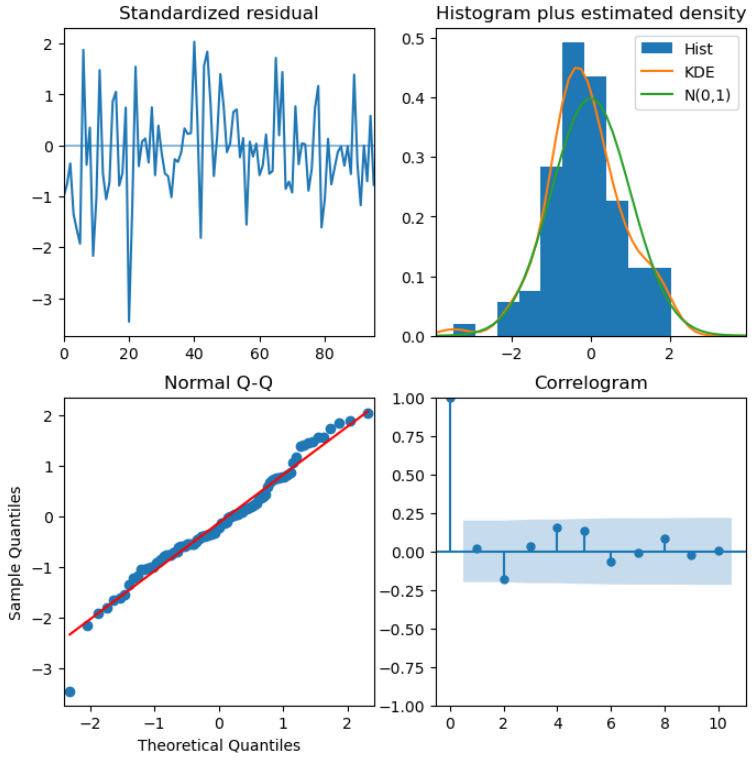 Standardized residual
2
1
0
−1
−2
−3
0 20 40 60 80
Histogram plus estimated density
0.5
0.4
0.3
0.2
0.1
0.0
−2 0 2
Hist
KDE
N(0,1)
Normal Q-Q
Sample Quantiles
2
1
0
−1
−2
−3
−2 −1 0 1 2
Theoretical Quantiles
Correlogram
1.00
0.75
0.50
0.25
0.00
−0.25
−0.50
−0.75
−1.00
0 2 4 6 8 10